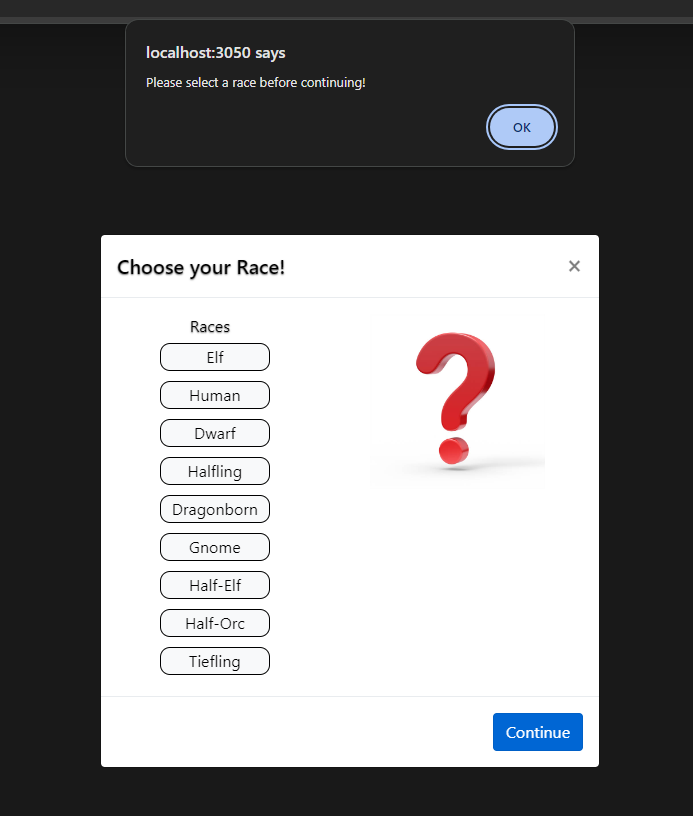 localhost:3050 says
Please select a race before continuing!
OK
Choose your Race!
×
Races
Elf
Human
Dwarf
Halfling
Dragonborn
Gnome
Half-Elf
Half-Orc
Tiefling
Continue